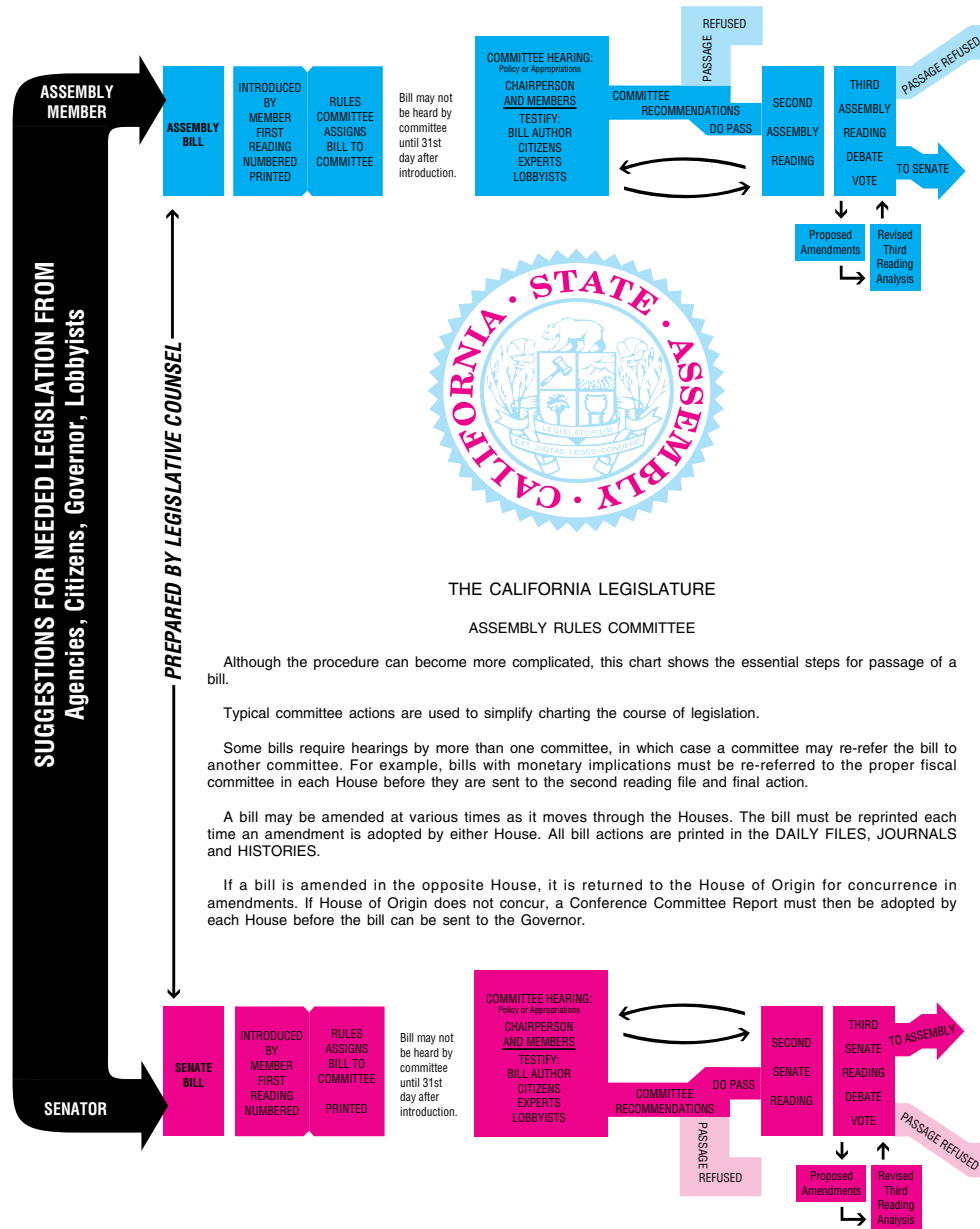 ASSEMBLY
MEMBER
SUGGESTIONS FOR NEEDED LEGISLATION FROM
Agencies, Citizens, Governor, Lobbyists
SENATOR
PREPARED BY LEGISLATIVE COUNSEL
ASSEMBLY
BILL
INTRODUCED
BY
MEMBER
FIRST
READING
NUMBERED
PRINTED
RULES
COMMITTEE
ASSIGNS
BILL TO
COMMITTEE
Bill may not
be heard by
committee
until 31st
day after
introduction.
COMMITTEE HEARING:
Policy or Appropriations
CHAIRPERSON
AND MEMBERS
TESTIFY:
BILL AUTHOR
CITIZENS
EXPERTS
LOBBYISTS
COMMITTEE
RECOMMENDATIONS
PASSAGE
REFUSED
DO PASS
SECOND
ASSEMBLY
READING
THIRD
ASSEMBLY
READING
DEBATE
VOTE
PASSAGE REFUSED
TO SENATE
Proposed
Amendments
Revised
Third
Reading
Analysis
CALIFORNIA · STATE · ASSEMBLY ·
LEGISLATORIUM
EST JUSTAS LEGES CONDERE
THE CALIFORNIA LEGISLATURE
ASSEMBLY RULES COMMITTEE
Although the procedure can become more complicated, this chart shows the essential steps for passage of a
bill.
Typical committee actions are used to simplify charting the course of legislation.
Some bills require hearings by more than one committee, in which case a committee may re-refer the bill to
another committee. For example, bills with monetary implications must be re-referred to the proper fiscal
committee in each House before they are sent to the second reading file and final action.
A bill may be amended at various times as it moves through the Houses. The bill must be reprinted each
time an amendment is adopted by either House. All bill actions are printed in the DAILY FILES, JOURNALS
and HISTORIES.
If a bill is amended in the opposite House, it is returned to the House of Origin for concurrence in
amendments. If House of Origin does not concur, a Conference Committee Report must then be adopted by
each House before the bill can be sent to the Governor.
SENATE
BILL
INTRODUCED
BY
MEMBER
FIRST
READING
NUMBERED
RULES
ASSIGNS
BILL TO
COMMITTEE
PRINTED
Bill may not
be heard by
committee
until 31st
day after
introduction.
COMMITTEE HEARING:
Policy or Appropriations
CHAIRPERSON
AND MEMBERS
TESTIFY:
BILL AUTHOR
CITIZENS
EXPERTS
LOBBYISTS
COMMITTEE
RECOMMENDATIONS
DO PASS
PASSAGE
REFUSED
SECOND
SENATE
READING
THIRD
SENATE
READING
DEBATE
VOTE
TO ASSEMBLY
PASSAGE REFUSED
Proposed
Amendments
Revised
Third
Reading
Analysis